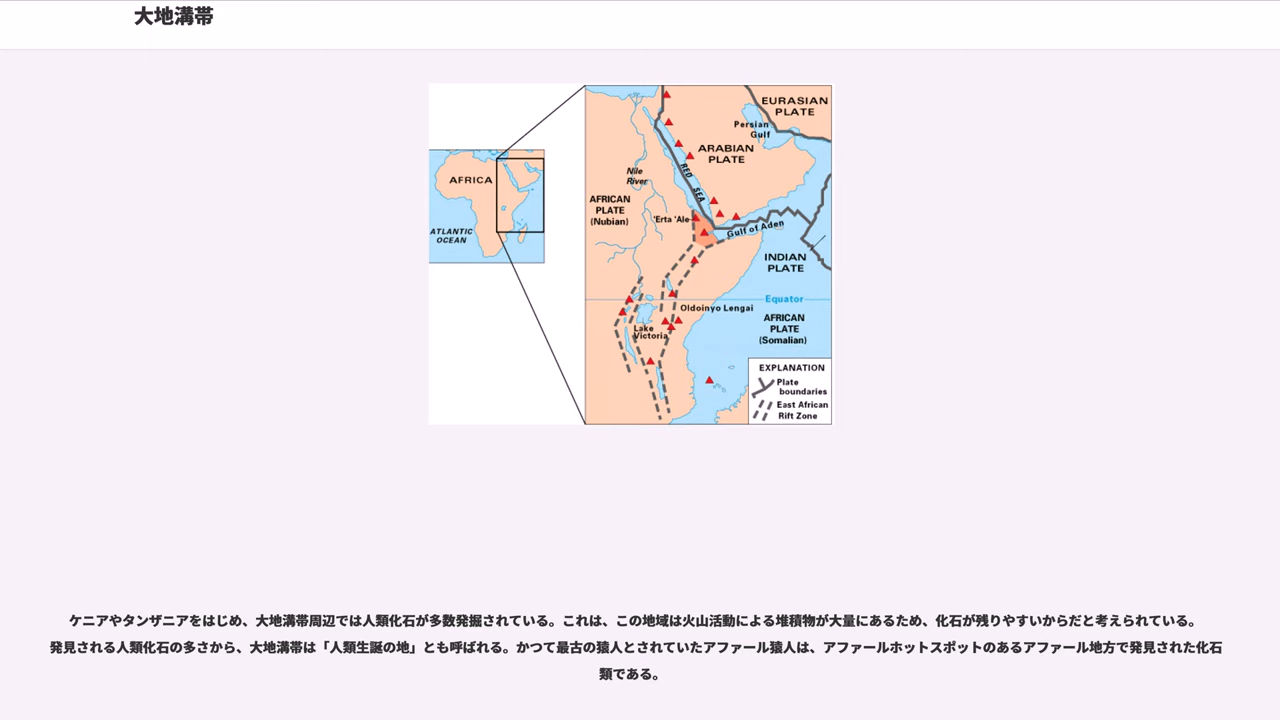 大地溝帯
EURASIAN
PLATE
Persian
Gulf
ARABIAN
PLATE
RED
SEA
Nile
River
AFRICA
AFRICAN
PLATE
(Nubian)
'Erta 'Ale
Gulf of Aden
ATLANTIC
OCEAN
INDIAN
PLATE
Equator
Oldoinyo Lengai
AFRICAN
PLATE
(Somalian)
Lake
Victoria
EXPLANATION
Plate
boundaries
East African
Rift Zone
ケニアやタンザニアをはじめ、大地溝帯周辺では人類化石が多数発掘されている。これは、この地域は火山活動による堆積物が大量にあるため、化石が残りやすいからだと考えられている。
発見される人類化石の多さから、大地溝帯は「人類生誕の地」とも呼ばれる。かつて最古の猿人とされていたアファール猿人は、アファールホットスポットのあるアファール地方で発見された化石
類である。